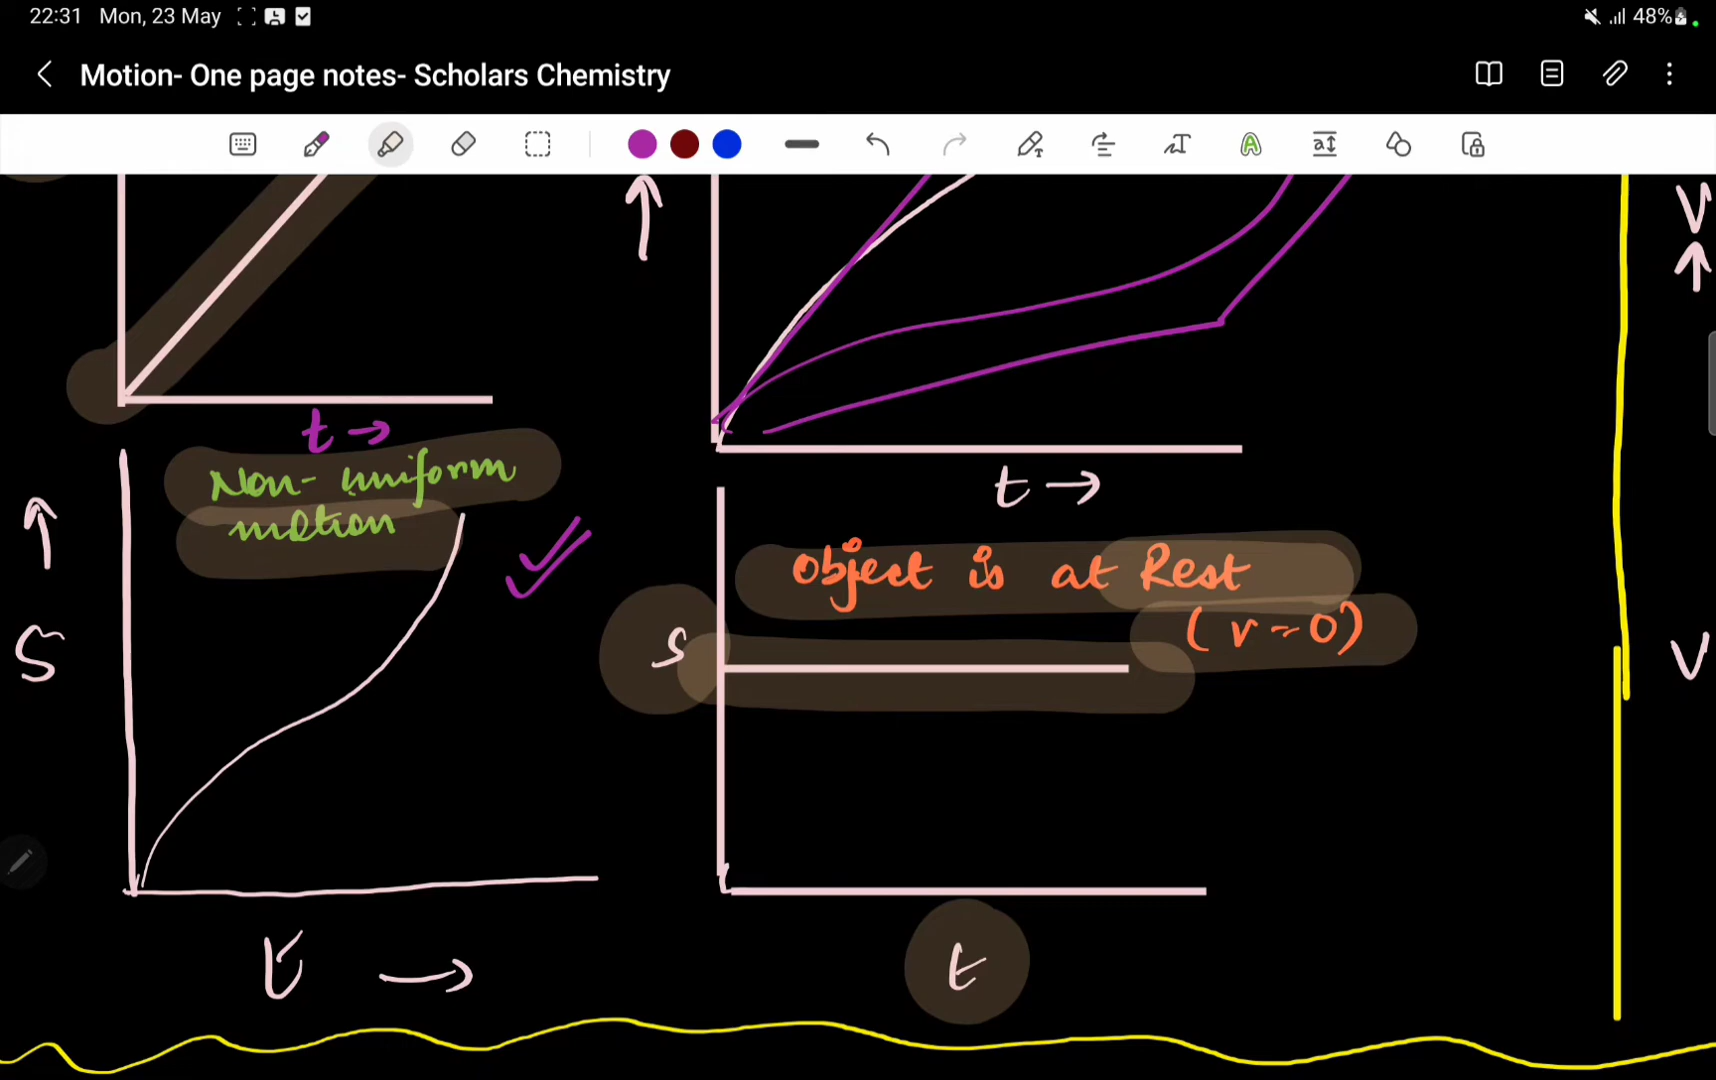 22:31 Mon, 23 May 48%
Motion- One page notes- Scholars Chemistry
V
t →
Non- uniform
motion
t →
Object is at Rest
(v = 0)
S
S
V
t →
t